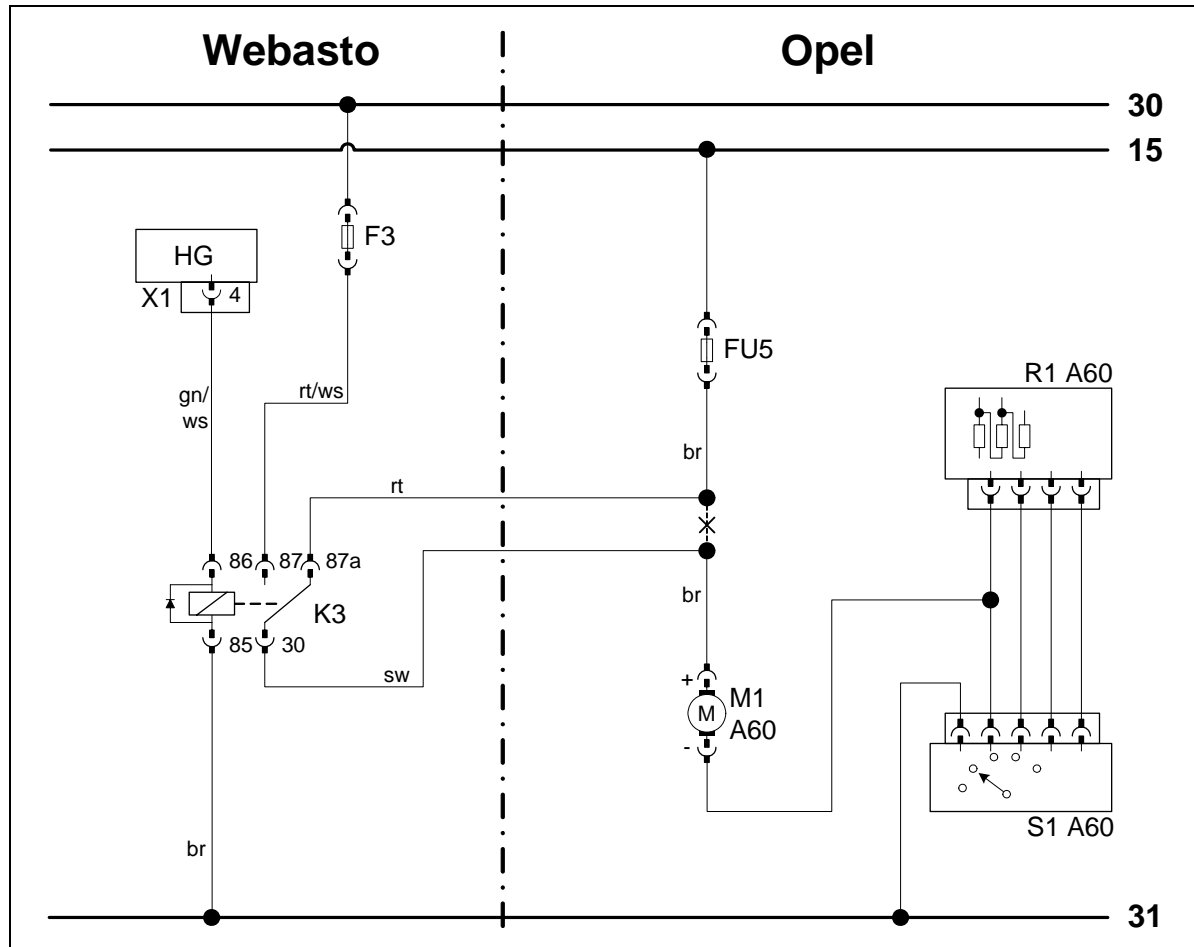 Webasto
Opel
30
15
F3
HG
X1
4
FU5
R1 A60
gn/
ws
rt/ws
br
rt
86
87
87a
K3
br
85
30
sw
+
M1
M
A60
-
S1 A60
br
31